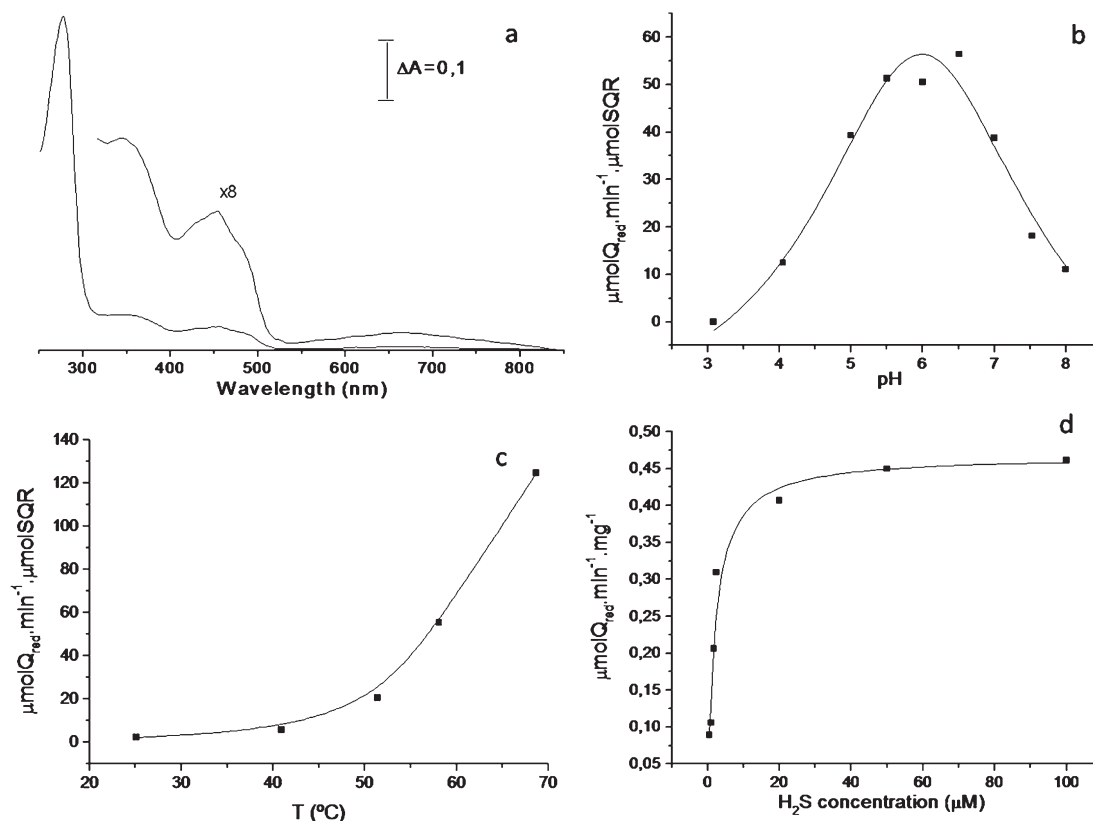 a
ΔA=0,1
x8
300 400 500 600 700 800
Wavelength (nm)
b
μmolQred.min-1.μmolSQR
60
50
40
30
20
10
0
3 4 5 6 7 8
pH
c
μmolQred.min-1.μmolSQR
140
120
100
80
60
40
20
0
20 30 40 50 60 70
T (ºC)
d
μmolQred.min-1.mg-1
0,50
0,45
0,40
0,35
0,30
0,25
0,20
0,15
0,10
0,05
0 20 40 60 80 100
H2S concentration (μM)